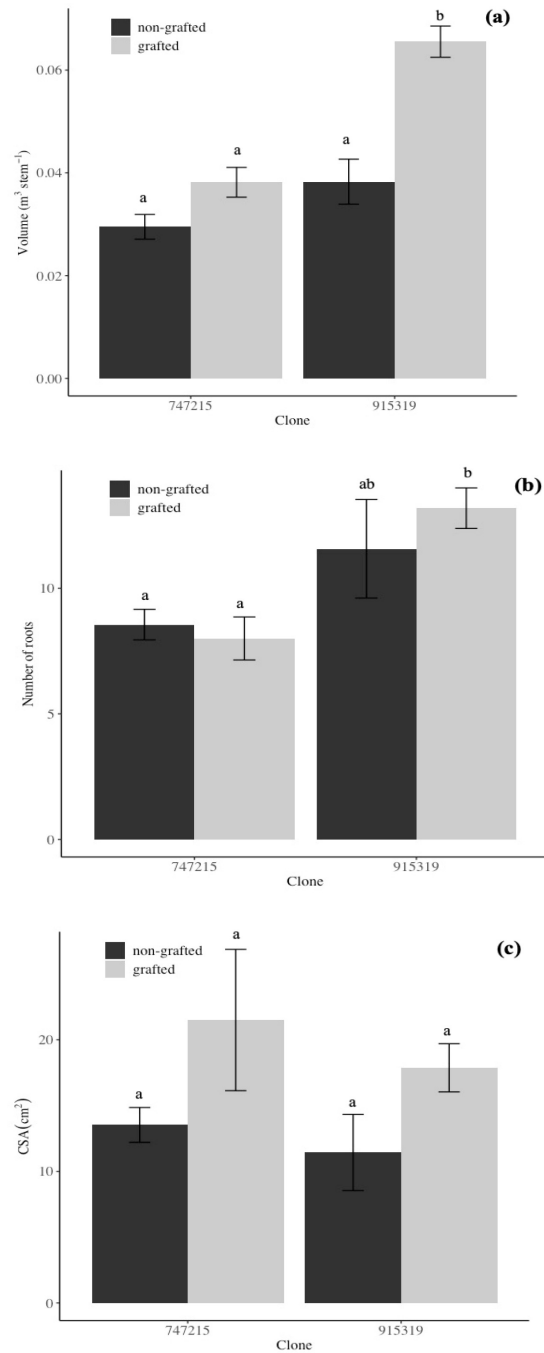 (a)
non-grafted
grafted
b
0.06
a
a
a
0.04
Volume (m³ stem⁻¹)
0.02
0.00
747215
915319
Clone
(b)
non-grafted
grafted
ab
b
a
a
10
Number of roots
5
0
747215
915319
Clone
(c)
non-grafted
grafted
a
a
20
a
a
CSA(cm²)
10
0
747215
915319
Clone